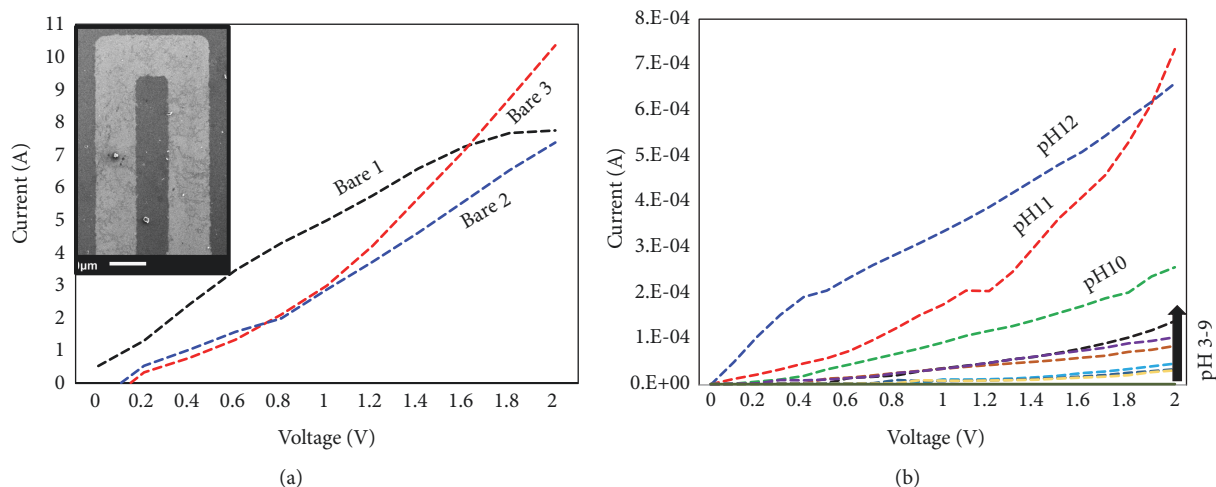 11
10
9
8
7
6
5
4
3
2
1
0
Current (A)
Bare 1
Bare 2
Bare 3
µm
0 0.2 0.4 0.6 0.8 1 1.2 1.4 1.6 1.8 2
Voltage (V)
(a)
8.E-04
7.E-04
6.E-04
5.E-04
4.E-04
3.E-04
2.E-04
1.E-04
0.E+00
Current (A)
pH12
pH11
pH10
pH 3-9
0 0.2 0.4 0.6 0.8 1 1.2 1.4 1.6 1.8 2
Voltage (V)
(b)